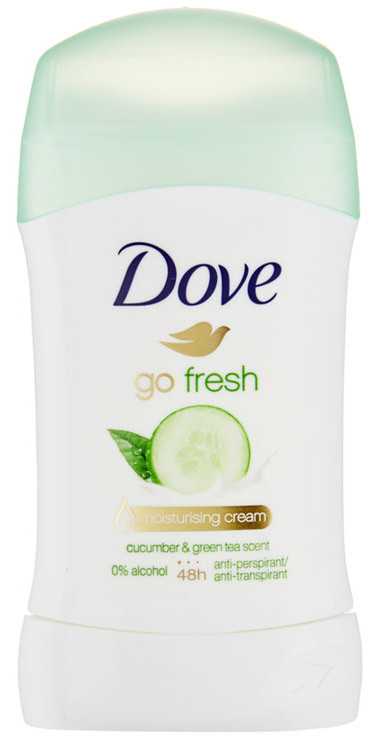 Dove
go fresh
moisturising cream
cucumber & green tea scent
0% alcohol 48h anti-perspirant/
anti-transpirant